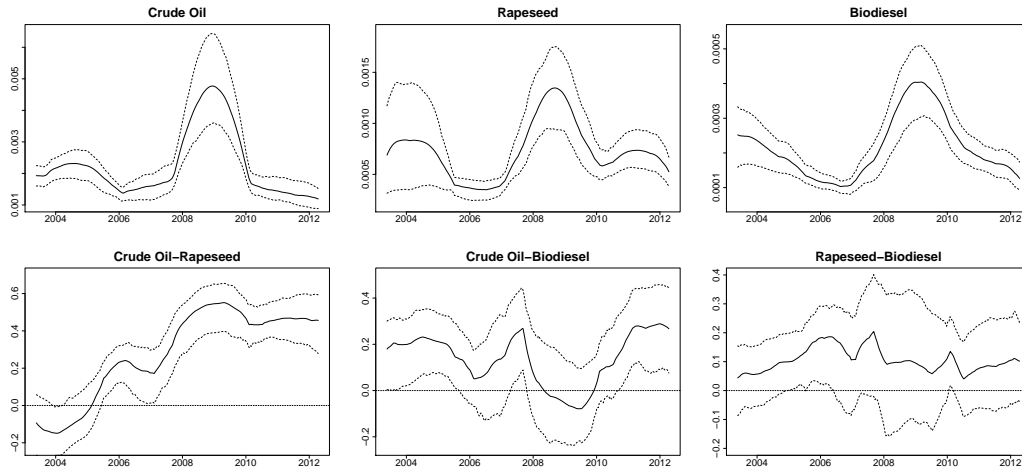 Crude Oil
Rapeseed
Biodiesel
0.001 0.003 0.005
2004 2006 2008 2010 2012
0.0005 0.0010 0.0015
2004 2006 2008 2010 2012
0.0001 0.0003 0.0005
2004 2006 2008 2010 2012
Crude Oil−Rapeseed
Crude Oil−Biodiesel
Rapeseed−Biodiesel
−0.2 0.0 0.2 0.4 0.6
2004 2006 2008 2010 2012
−0.2 0.0 0.2 0.4
2004 2006 2008 2010 2012
−0.2 −0.1 0.0 0.1 0.2 0.3 0.4
2004 2006 2008 2010 2012